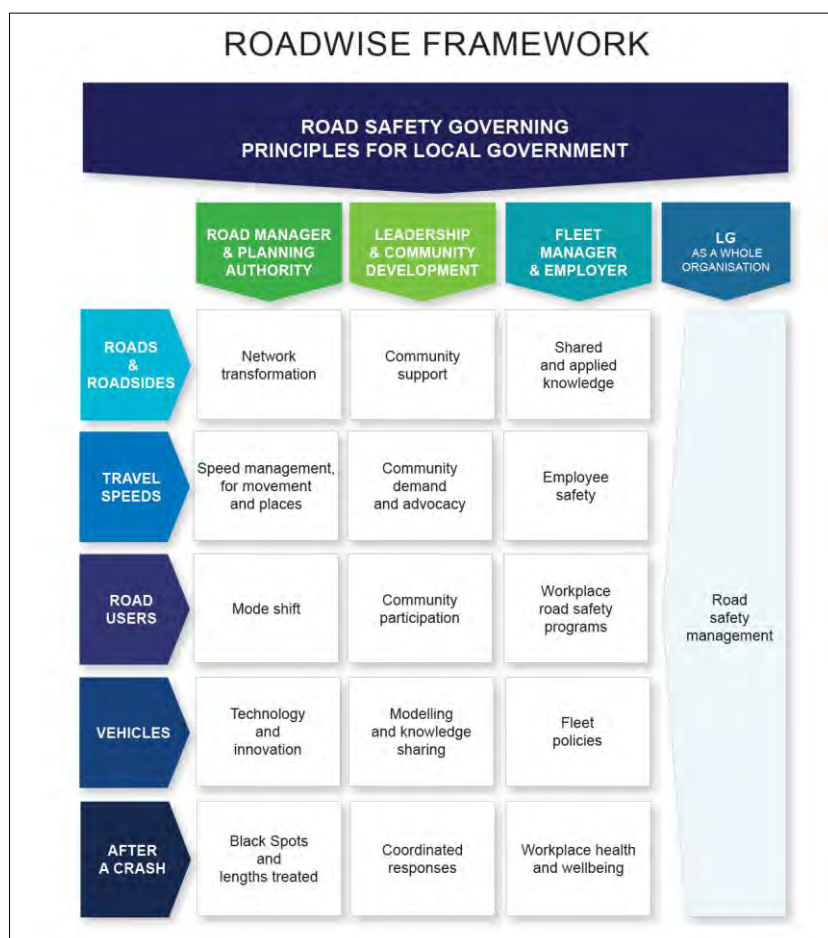 ROADWISE FRAMEWORK
ROAD SAFETY GOVERNING
PRINCIPLES FOR LOCAL GOVERNMENT
ROAD MANAGER
& PLANNING
AUTHORITY
LEADERSHIP
& COMMUNITY
DEVELOPMENT
FLEET
MANAGER
& EMPLOYER
LG
AS A WHOLE
ORGANISATION
ROADS
&
ROADSIDES
Network
transformation
Community
support
Shared
and applied
knowledge
TRAVEL
SPEEDS
Speed management,
for movement
and places
Community
demand
and advocacy
Employee
safety
ROAD
USERS
Mode shift
Community
participation
Workplace
road safety
programs
Road
safety
management
VEHICLES
Technology
and
innovation
Modelling
and knowledge
sharing
Fleet
policies
AFTER
A CRASH
Black Spots
and
lengths treated
Coordinated
responses
Workplace health
and wellbeing